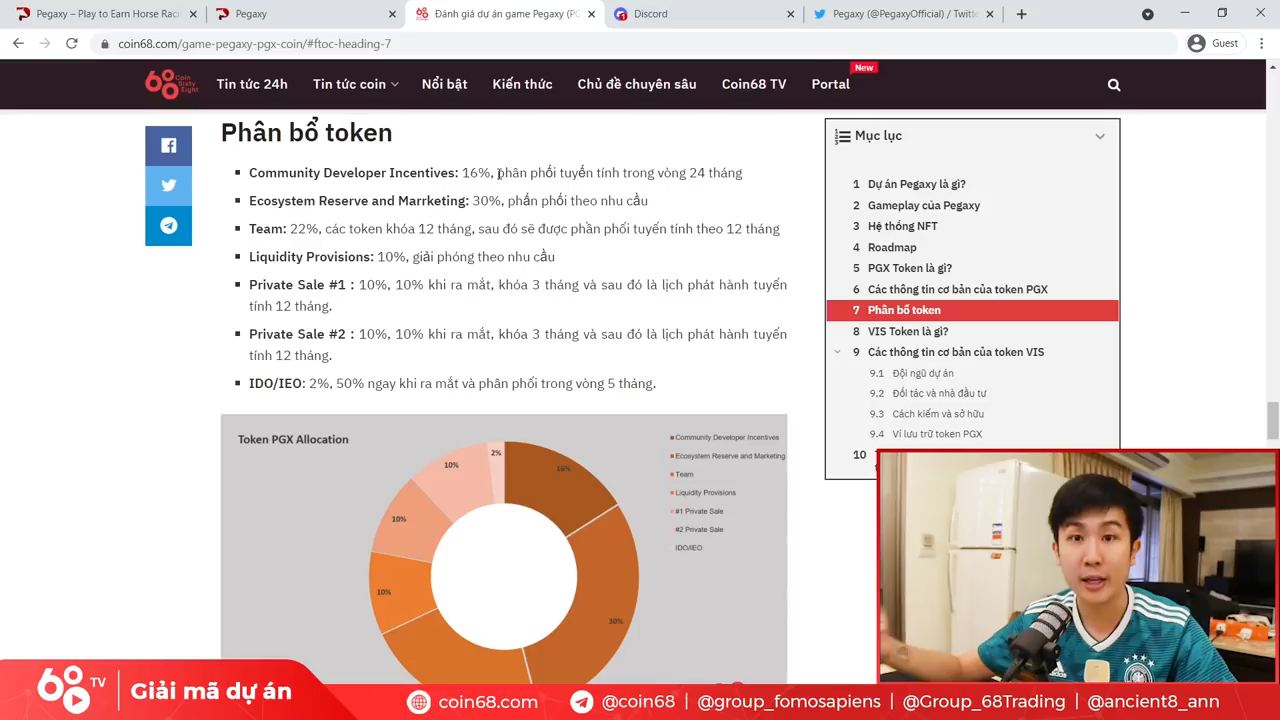 Pegaxy – Play to Earn Horse Raci
Pegaxy
Đánh giá dự án game Pegaxy (PG
Discord
Pegaxy (@PegaxyOfficial) / Twitte
coin68.com/game-pegaxy-pgx-coin/#ftoc-heading-7
Guest
68 Coin Sixty Eight
Tin tức 24h
Tin tức coin
Nổi bật
Kiến thức
Chủ đề chuyên sâu
Coin68 TV
Portal
New
Phân bổ token
Community Developer Incentives: 16%, phân phối tuyến tính trong vòng 24 tháng
Ecosystem Reserve and Marrketing: 30%, phẩn phối theo nhu cầu
Team: 22%, các token khóa 12 tháng, sau đó sẽ được phần phối tuyến tính theo 12 tháng
Liquidity Provisions: 10%, giải phóng theo nhu cầu
Private Sale #1 : 10%, 10% khi ra mắt, khóa 3 tháng và sau đó là lịch phát hành tuyến
tính 12 tháng.
Private Sale #2 : 10%, 10% khi ra mắt, khóa 3 tháng và sau đó là lịch phát hành tuyến
tính 12 tháng.
IDO/IEO: 2%, 50% ngay khi ra mắt và phân phối trong vòng 5 tháng.
Token PGX Allocation
2%
10%
16%
10%
10%
30%
Community Developer Incentives
Ecosystem Reserve and Marketing
Team
Liquidity Provisions
#1 Private Sale
#2 Private Sale
IDO/IEO
Mục lục
1 Dự án Pegaxy là gì?
2 Gameplay của Pegaxy
3 Hệ thống NFT
4 Roadmap
5 PGX Token là gì?
6 Các thông tin cơ bản của token PGX
7 Phân bổ token
8 VIS Token là gì?
9 Các thông tin cơ bản của token VIS
9.1 Đội ngũ dự án
9.2 Đối tác và nhà đầu tư
9.3 Cách kiếm và sở hữu
9.4 Ví lưu trữ token PGX
10
68 TV
Giải mã dự án
coin68.com
@coin68 | @group_fomosapiens | @Group_68Trading | @ancient8_ann